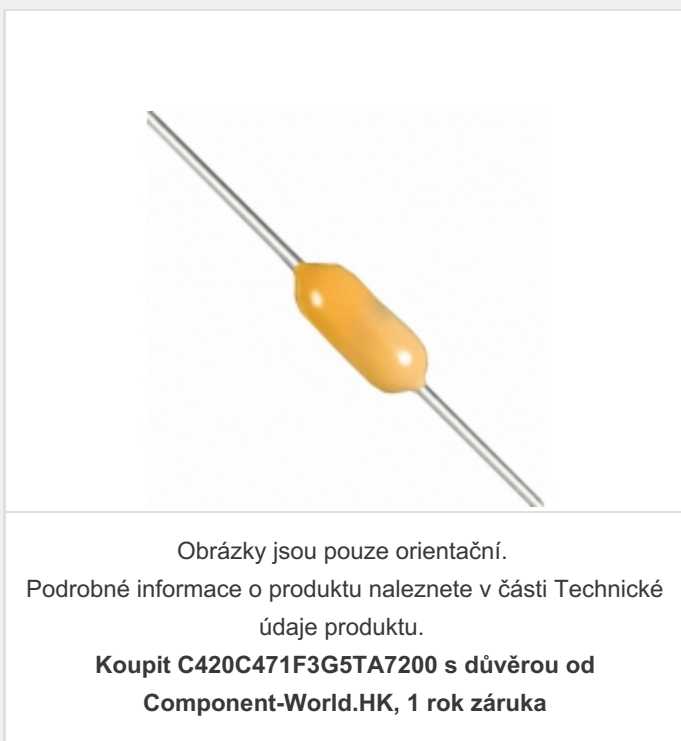 Obrázky jsou pouze orientační.
Podrobné informace o produktu naleznete v části Technické
údaje produktu.
Koupit C420C471F3G5TA7200 s důvěrou od
Component-World.HK, 1 rok záruka